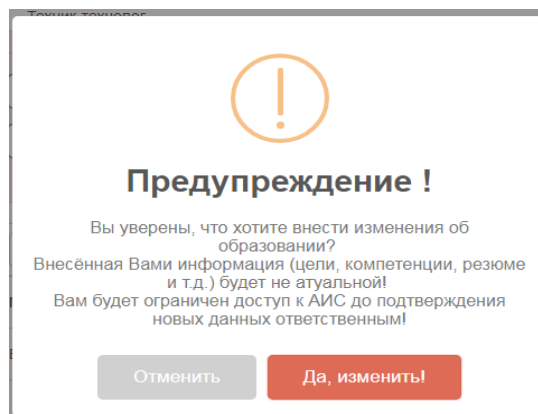 Техник технолог
Предупреждение !
Вы уверены, что хотите внести изменения об
образовании?
Внесённая Вами информация (цели, компетенции, резюме
и т.д.) будет не атуальной!
Вам будет ограничен доступ к АИС до подтверждения
новых данных ответственным!
Отменить
Да, изменить!